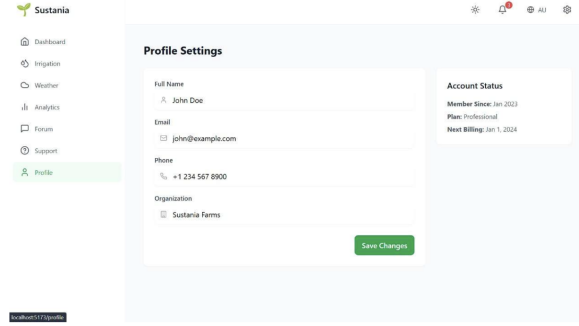 Sustania
3
AU
Dashboard
Irrigation
Weather
Analytics
Forum
Support
Profile
Profile Settings
Full Name
John Doe
Email
john@example.com
Phone
+1 234 567 8900
Organization
Sustania Farms
Save Changes
Account Status
Member Since: Jan 2023
Plan: Professional
Next Billing: Jan 1, 2024
localhost:5173/profile